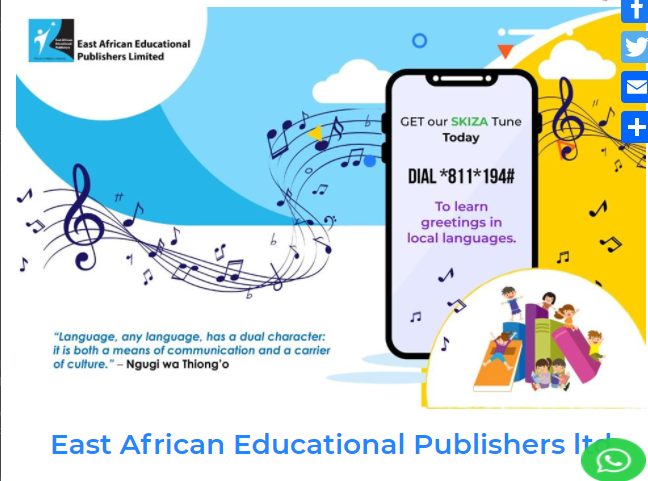 East African Educational
Publishers Limited
GET our SKIZA Tune
Today
DIAL *811*194#
To learn
greetings in
local languages.
“Language, any language, has a dual character:
it is both a means of communication and a carrier
of culture.” – Ngugi wa Thiong’o
East African Educational Publishers ltd